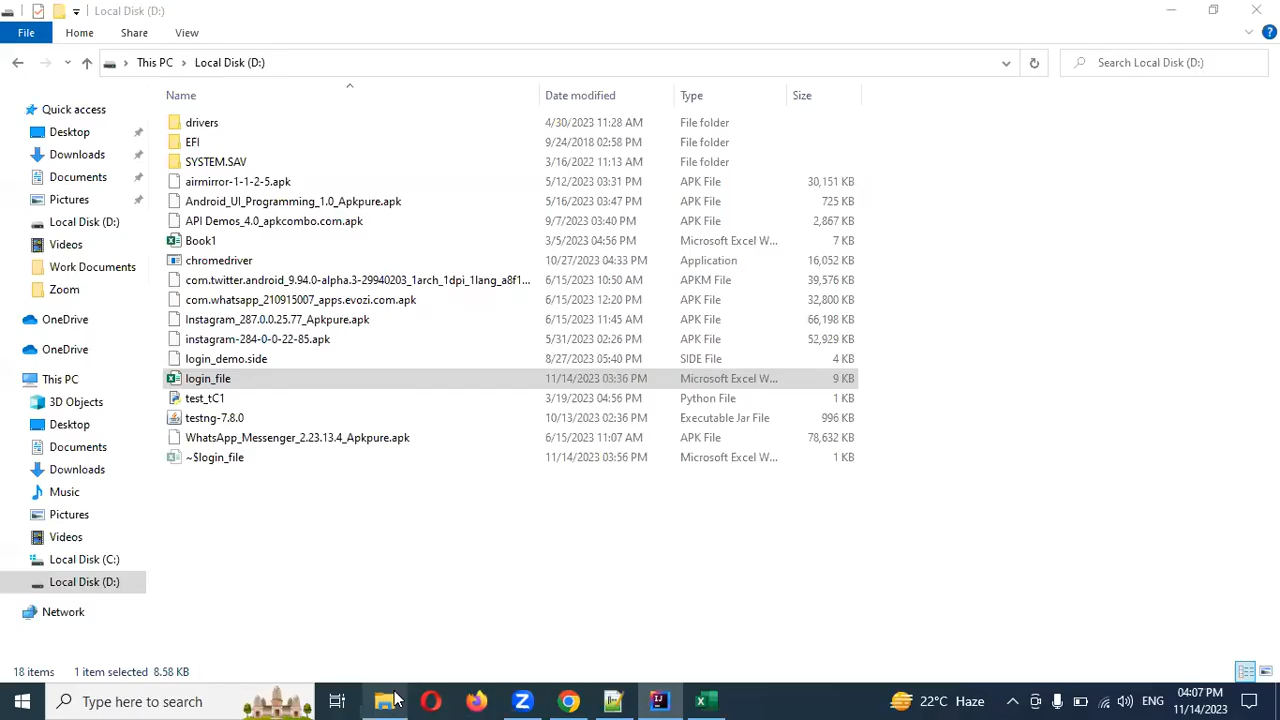 Local Disk (D:)
File Home Share View
This PC Local Disk (D:) Search Local Disk (D:)
Name Date modified Type Size
Quick access
Desktop
Downloads
Documents
Pictures
Local Disk (D:)
Videos
Work Documents
Zoom
OneDrive
OneDrive
This PC
3D Objects
Desktop
Documents
Downloads
Music
Pictures
Videos
Local Disk (C:)
Local Disk (D:)
Network
drivers 4/30/2023 11:28 AM File folder
EFI 9/24/2018 02:58 PM File folder
SYSTEM.SAV 3/16/2022 11:13 AM File folder
airmirror-1-1-2-5.apk 5/12/2023 03:31 PM APK File 30,151 KB
Android_UI_Programming_1.0_Apkpure.apk 5/16/2023 03:47 PM APK File 725 KB
API Demos_4.0_apkcombo.com.apk 9/7/2023 03:40 PM APK File 2,867 KB
Book1 3/5/2023 04:56 PM Microsoft Excel W... 7 KB
chromedriver 10/27/2023 04:33 PM Application 16,052 KB
com.twitter.android_9.94.0-alpha.3-29940203_1arch_1dpi_1lang_a8f1... 6/15/2023 10:50 AM APKM File 39,576 KB
com.whatsapp_210915007_apps.evozi.com.apk 6/15/2023 12:20 PM APK File 32,800 KB
Instagram_287.0.0.25.77_Apkpure.apk 6/15/2023 11:45 AM APK File 66,198 KB
instagram-284-0-0-22-85.apk 5/31/2023 02:26 PM APK File 52,929 KB
login_demo.side 8/27/2023 05:40 PM SIDE File 4 KB
login_file 11/14/2023 03:36 PM Microsoft Excel W... 9 KB
test_tC1 3/19/2023 04:56 PM Python File 1 KB
testng-7.8.0 10/13/2023 02:36 PM Executable Jar File 996 KB
WhatsApp_Messenger_2.23.13.4_Apkpure.apk 6/15/2023 11:07 AM APK File 78,632 KB
~$login_file 11/14/2023 03:56 PM Microsoft Excel W... 1 KB
18 items 1 item selected 8.58 KB
Type here to search
22°C Haze
ENG
04:07 PM
11/14/2023